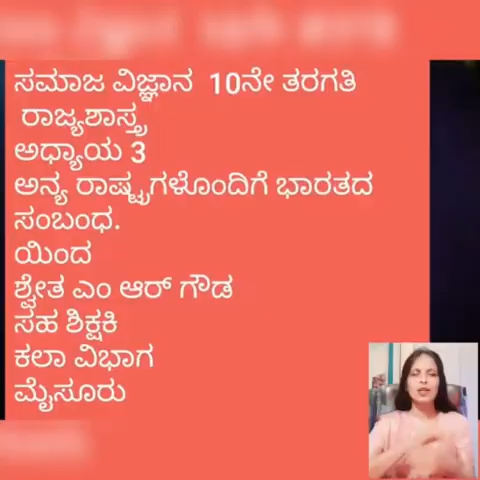 ಸಮಾಜ ವಿಜ್ಞಾನ 10ನೇ ತರಗತಿ
ರಾಜ್ಯಶಾಸ್ತ್ರ
ಅಧ್ಯಾಯ 3
ಅನ್ಯ ರಾಷ್ಟ್ರಗಳೊಂದಿಗೆ ಭಾರತದ
ಸಂಬಂಧ.
ಯಿಂದ
ಶ್ವೇತ ಎಂ ಆರ್ ಗೌಡ
ಸಹ ಶಿಕ್ಷಕಿ
ಕಲಾ ವಿಭಾಗ
ಮೈಸೂರು